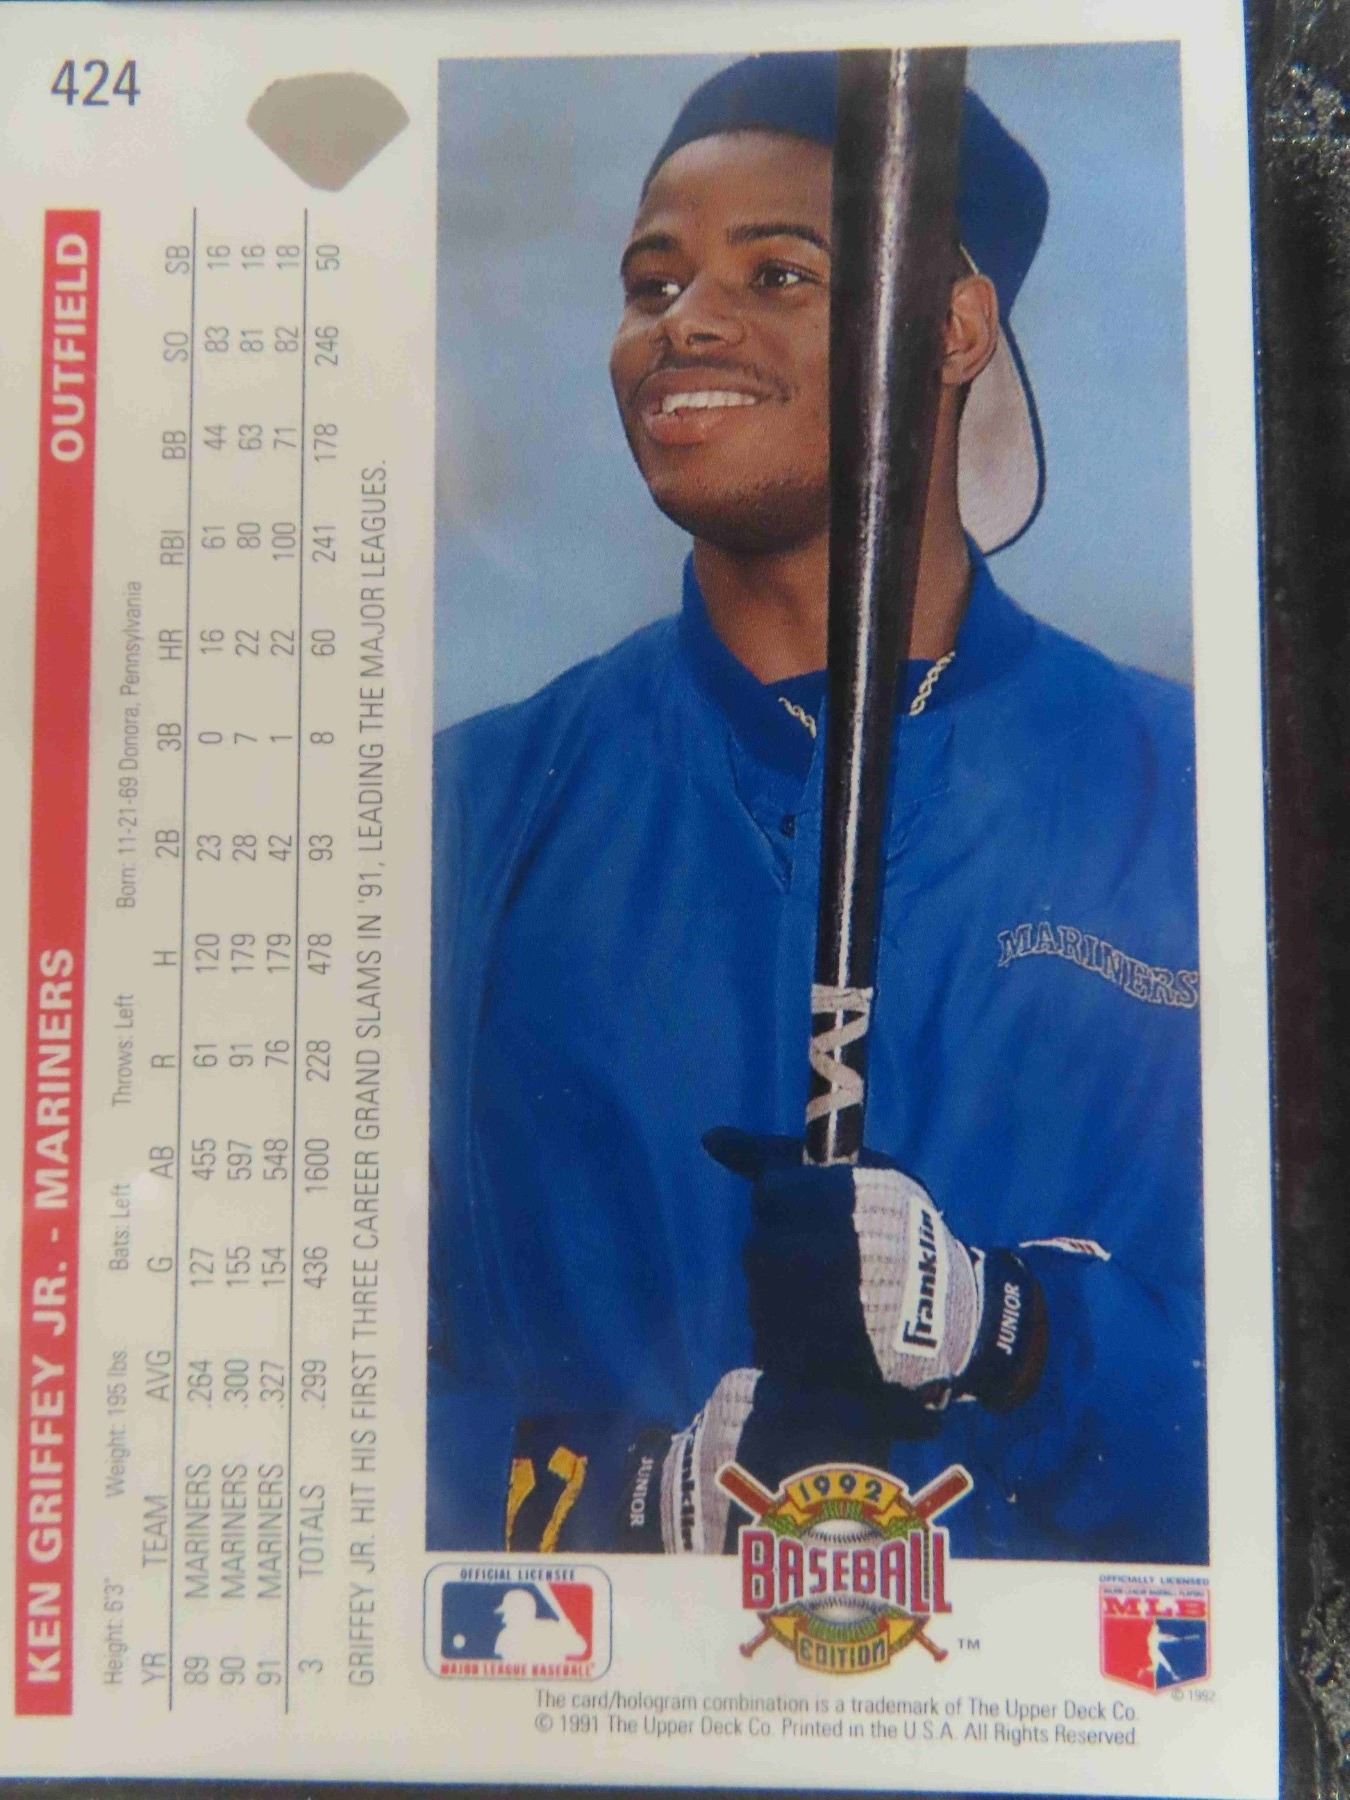 424
KEN GRIFFEY JR. - MARINERS OUTFIELD
Height: 6'3" Weight: 195 lbs. Bats: Left Throws: Left Born: 11-21-69 Donora, Pennsylvania
YR TEAM AVG G AB R H 2B 3B HR RBI BB SO SB
89 MARINERS .264 127 455 61 120 23 0 16 61 44 83 16
90 MARINERS .300 155 597 91 179 28 7 22 80 63 81 16
91 MARINERS .327 154 548 76 179 42 1 22 100 71 82 18
3 TOTALS .299 436 1600 228 478 93 8 60 241 178 246 50
GRIFFEY JR. HIT HIS FIRST THREE CAREER GRAND SLAMS IN '91, LEADING THE MAJOR LEAGUES.
MARINERS
Franklin
JUNIOR
JUNIOR
1992
BASEBALL
EDITION
TM
OFFICIAL LICENSEE
MAJOR LEAGUE BASEBALL
OFFICIALLY LICENSED
MAJOR LEAGUE BASEBALL PLAYERS
MLB
© 1992
The card/hologram combination is a trademark of The Upper Deck Co.
© 1991 The Upper Deck Co. Printed in the U.S.A. All Rights Reserved.